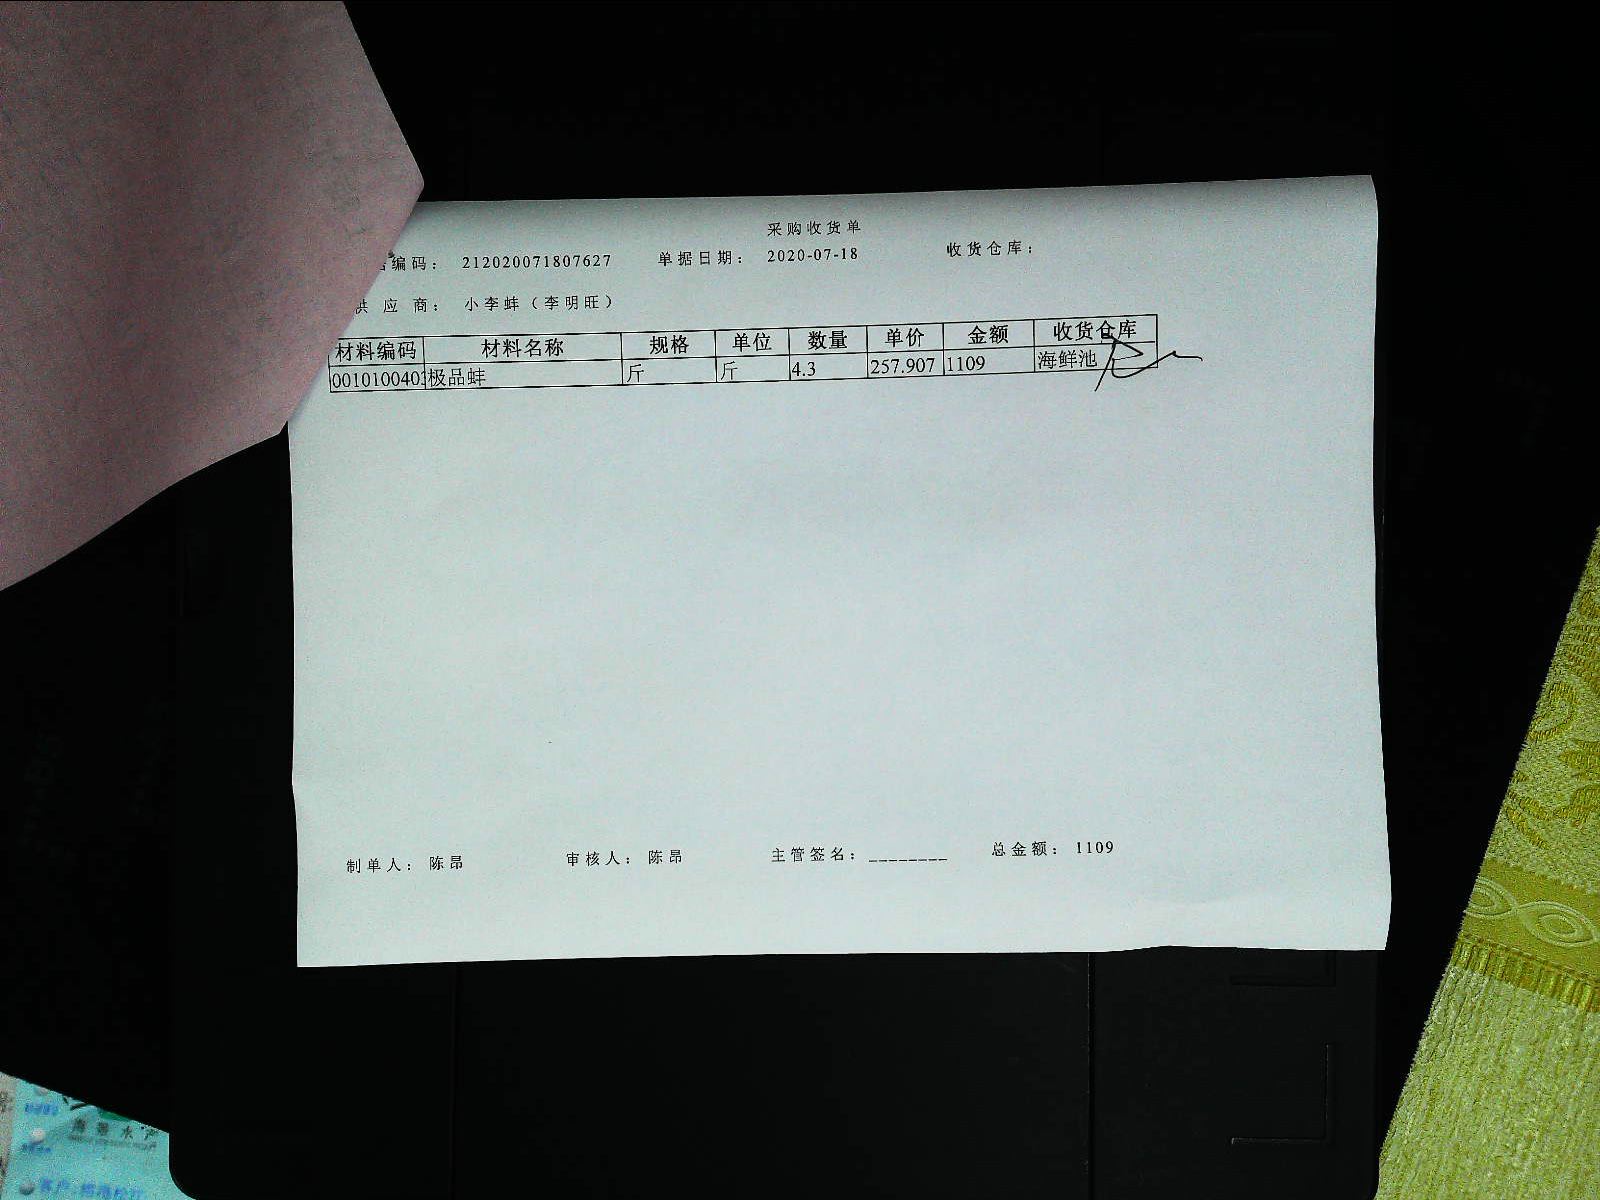 采购收货单
编码： 212020071807627 单据日期： 2020-07-18 收货仓库：
供应商： 小李蚌（李明旺）
材料编码 材料名称 规格 单位 数量 单价 金额 收货仓库
001010040 极品蚌 斤 斤 4.3 257.907 1109 海鲜池
制单人： 陈昂 审核人： 陈昂 主管签名：________ 总金额： 1109